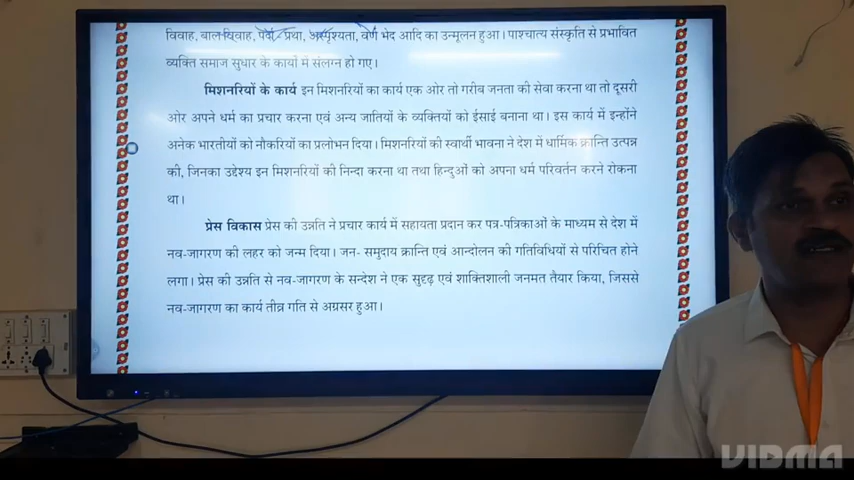 विवाह, बाल विवाह, पर्दा प्रथा, अस्पृश्यता, वर्ण भेद आदि का उन्मूलन हुआ। पाश्चात्य संस्कृति से प्रभावित
व्यक्ति समाज सुधार के कार्यों में संलग्न हो गए।
मिशनरियों के कार्य इन मिशनरियों का कार्य एक ओर तो गरीब जनता की सेवा करना था तो दूसरी
ओर अपने धर्म का प्रचार करना एवं अन्य जातियों के व्यक्तियों को ईसाई बनाना था। इस कार्य में इन्होंने
अनेक भारतीयों को नौकरियों का प्रलोभन दिया। मिशनरियों की स्वार्थी भावना ने देश में धार्मिक क्रान्ति उत्पन्न
की, जिनका उद्देश्य इन मिशनरियों की निन्दा करना था तथा हिन्दुओं को अपना धर्म परिवर्तन करने रोकना
था।
प्रेस विकास प्रेस की उन्नति ने प्रचार कार्य में सहायता प्रदान कर पत्र-पत्रिकाओं के माध्यम से देश में
नव-जागरण की लहर को जन्म दिया। जन- समुदाय क्रान्ति एवं आन्दोलन की गतिविधियों से परिचित होने
लगा। प्रेस की उन्नति से नव-जागरण के सन्देश ने एक सुदृढ़ एवं शाक्तिशाली जनमत तैयार किया, जिससे
नव-जागरण का कार्य तीव्र गति से अग्रसर हुआ।
VIDMA